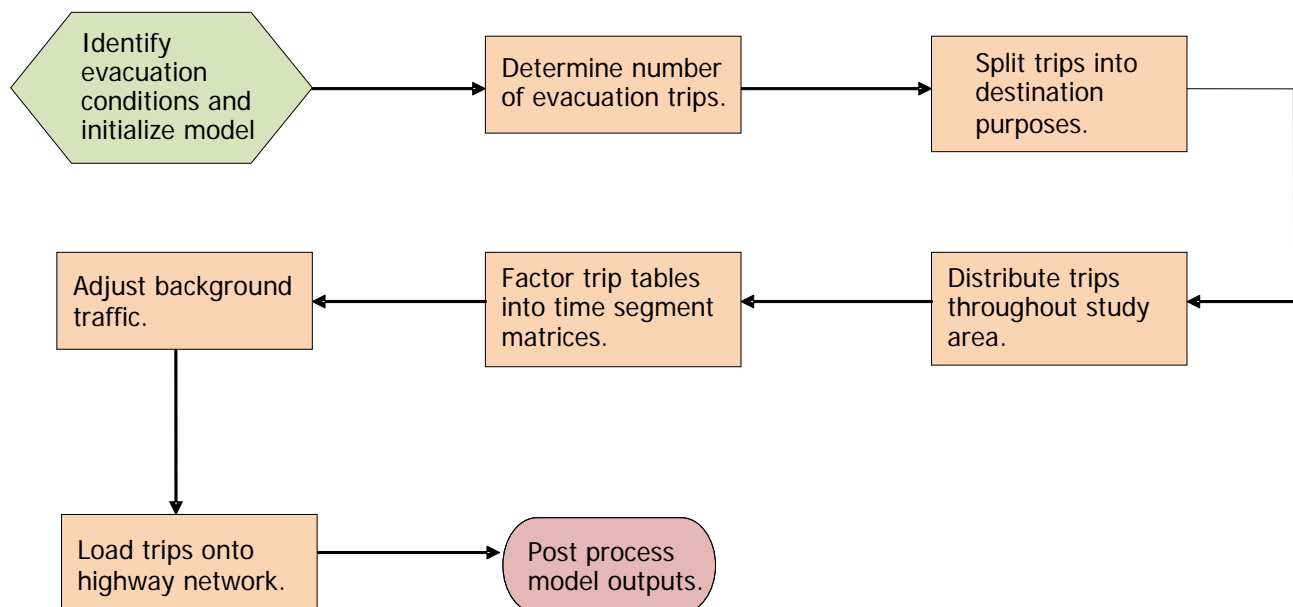 Identify
evacuation
conditions and
initialize model
Determine number
of evacuation trips.
Split trips into
destination
purposes.
Distribute trips
throughout study
area.
Factor trip tables
into time segment
matrices.
Adjust background
traffic.
Load trips onto
highway network.
Post process
model outputs.